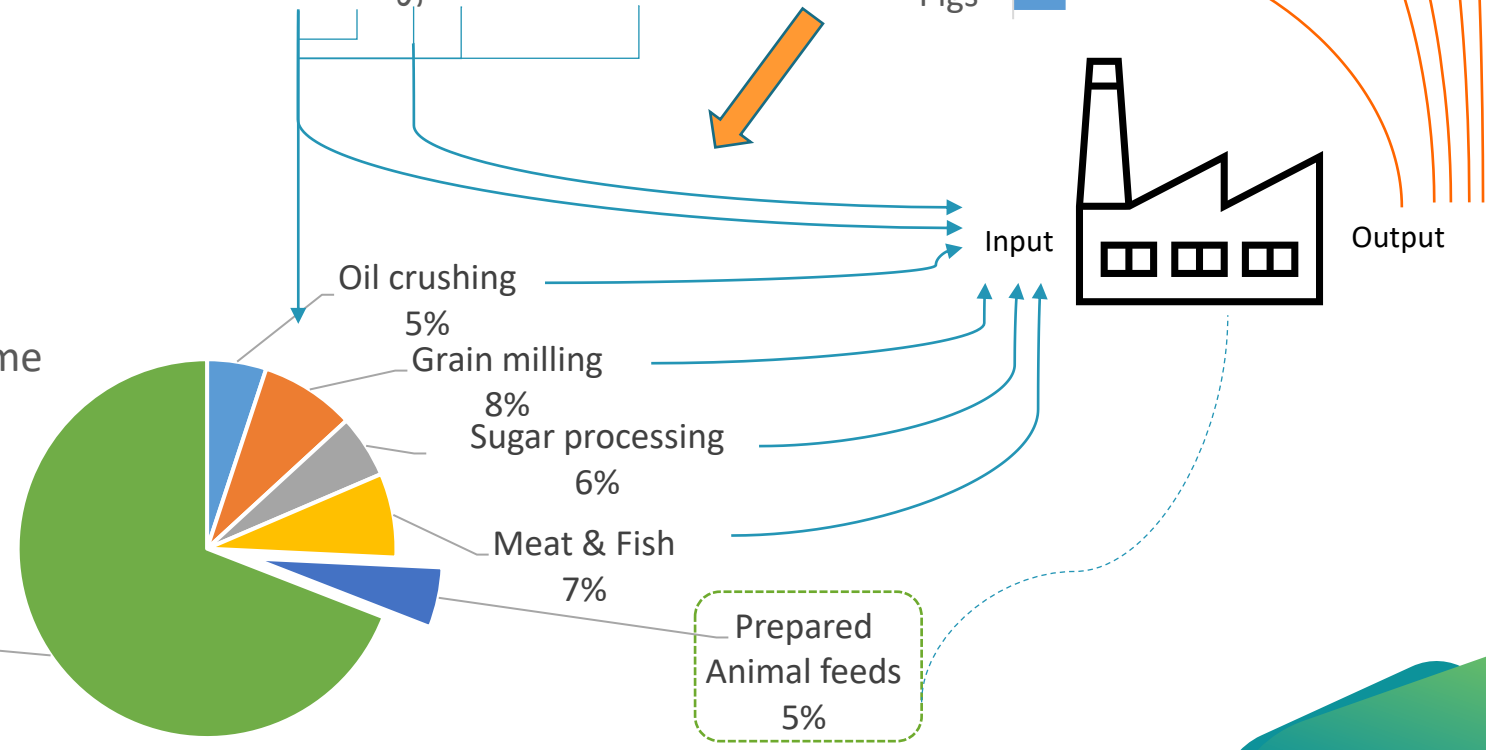 Pigs
Input
Output
Oil crushing
5%
Grain milling
8%
me
Sugar processing
6%
Meat & Fish
7%
Prepared
Animal feeds
5%